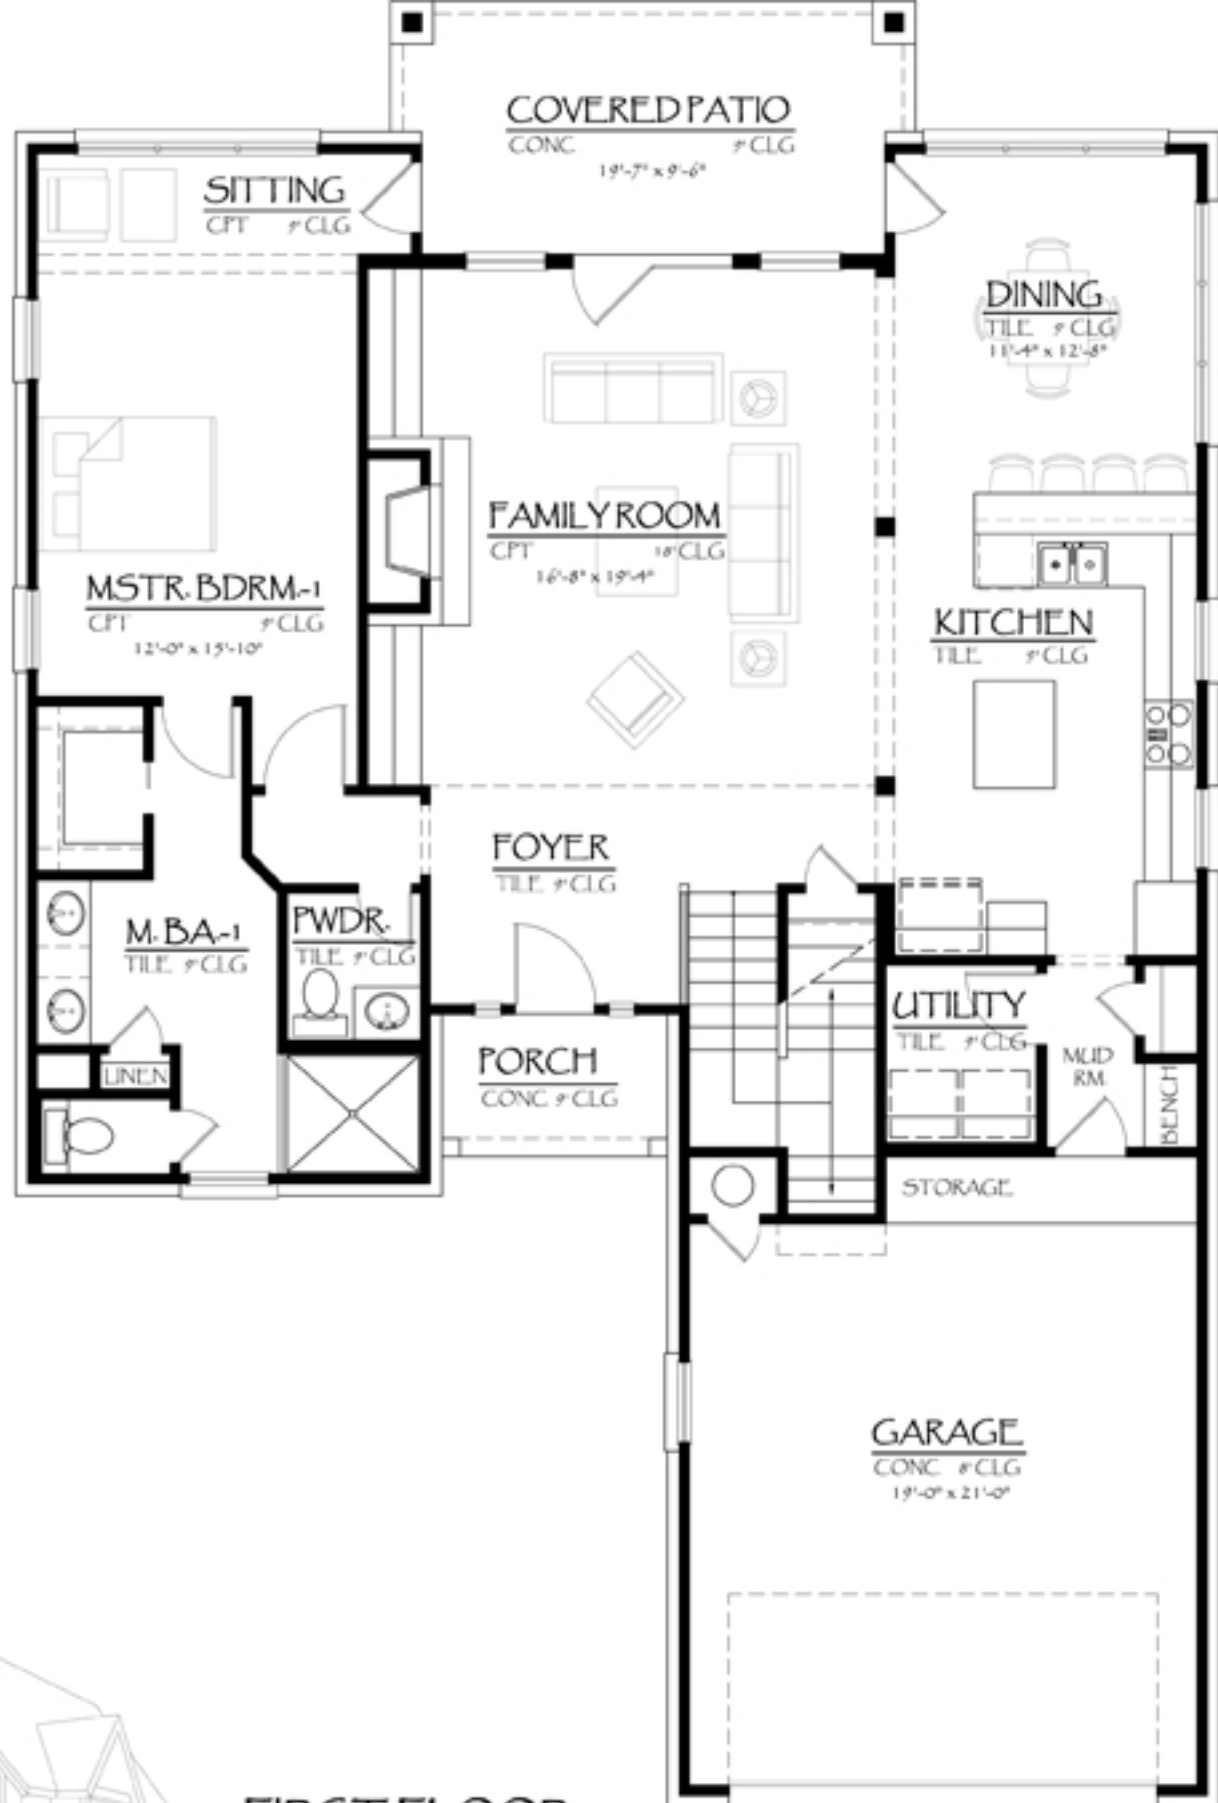 COVERED PATIO
CONC 9' CLG
19'-7" x 9'-6"
SITTING
CPT 9' CLG
DINING
TILE 9' CLG
11'-4" x 12'-8"
FAMILY ROOM
CPT 18' CLG
16'-8" x 19'-4"
MSTR. BDRM.-1
CPT 9' CLG
12'-0" x 15'-10"
KITCHEN
TILE 9' CLG
FOYER
TILE 9' CLG
M. BA.-1
TILE 9' CLG
PWDR.
TILE 9' CLG
UTILITY
TILE 9' CLG
MUD
RM.
PORCH
CONC 9' CLG
LINEN
BENCH
STORAGE
GARAGE
CONC 8' CLG
19'-0" x 21'-0"
FIRST FLOOR